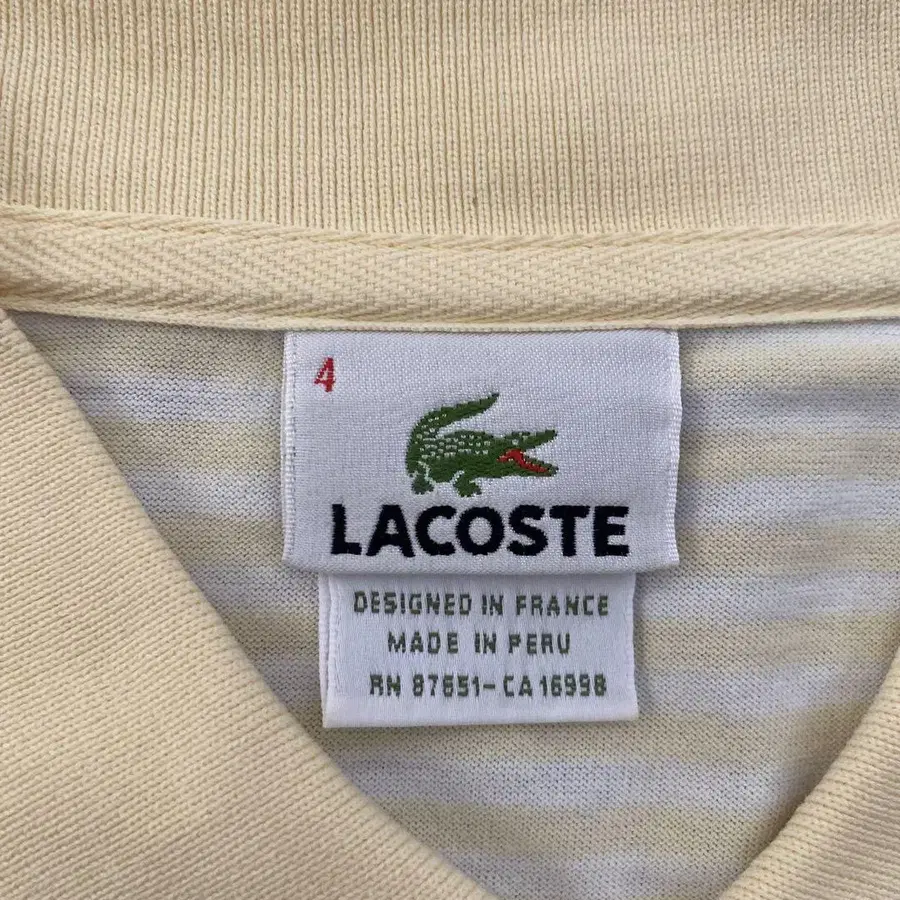 4
LACOSTE
DESIGNED IN FRANCE
MADE IN PERU
RN 87651-CA 16998